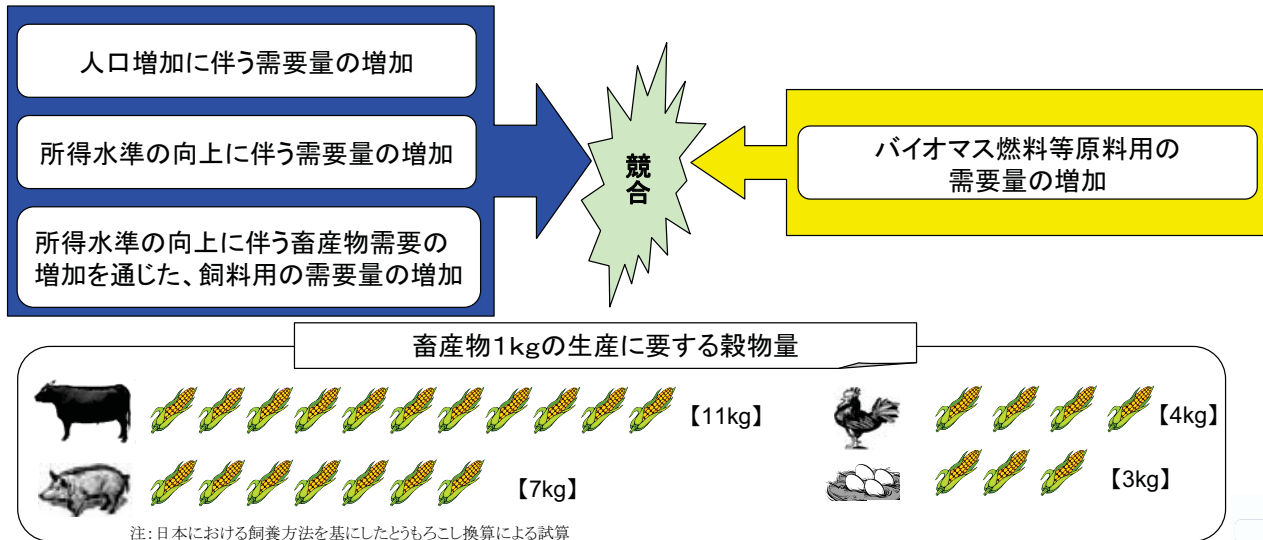 人口増加に伴う需要量の増加
所得水準の向上に伴う需要量の増加
所得水準の向上に伴う畜産物需要の
増加を通じた、飼料用の需要量の増加
競合
バイオマス燃料等原料用の
需要量の増加
畜産物1kgの生産に要する穀物量
【11kg】
【4kg】
【7kg】
【3kg】
注:日本における飼養方法を基にしたとうもろこし換算による試算